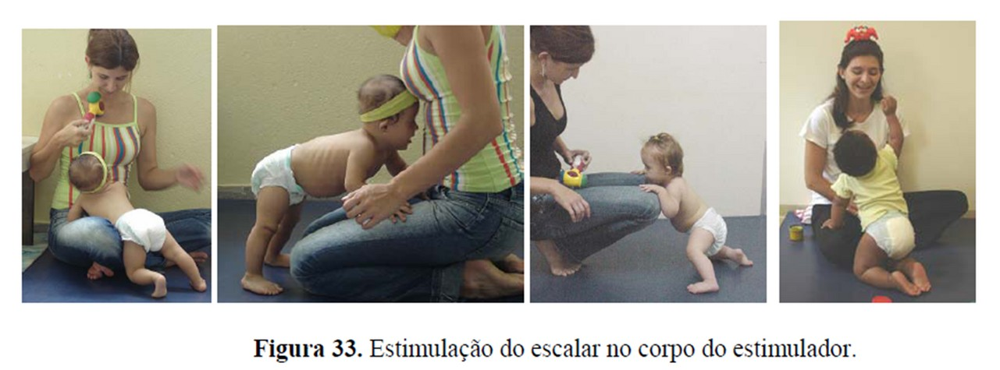 Figura 33. Estimulação do escalar no corpo do estimulador.